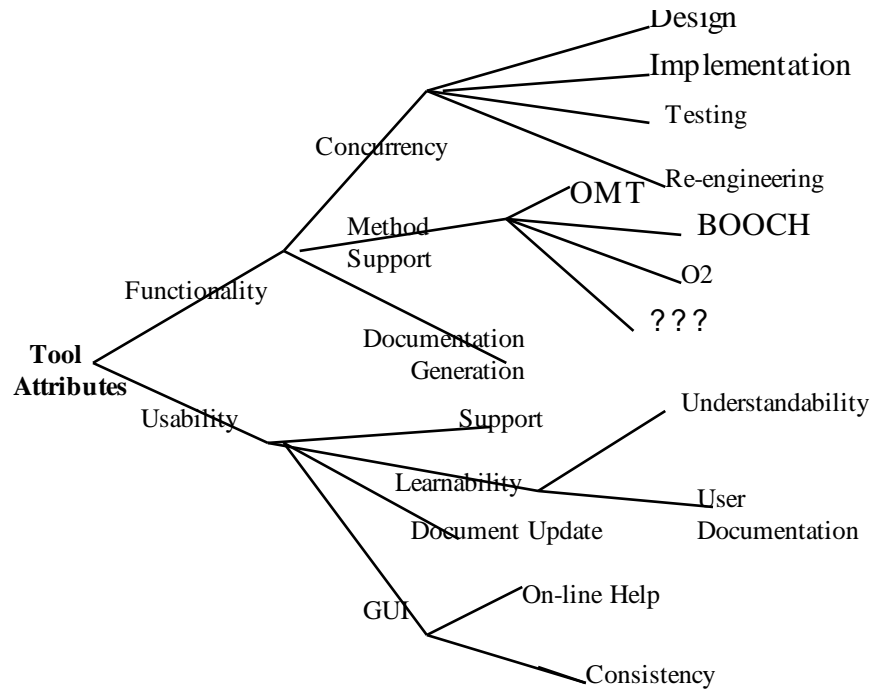 Design
Implementation
Testing
Concurrency
Re-engineering
OMT
Method
Support
BOOCH
O2
Functionality
???
Documentation
Generation
Tool
Attributes
Usability
Support
Understandability
Learnability
User
Documentation
Document Update
On-line Help
GUI
Consistency